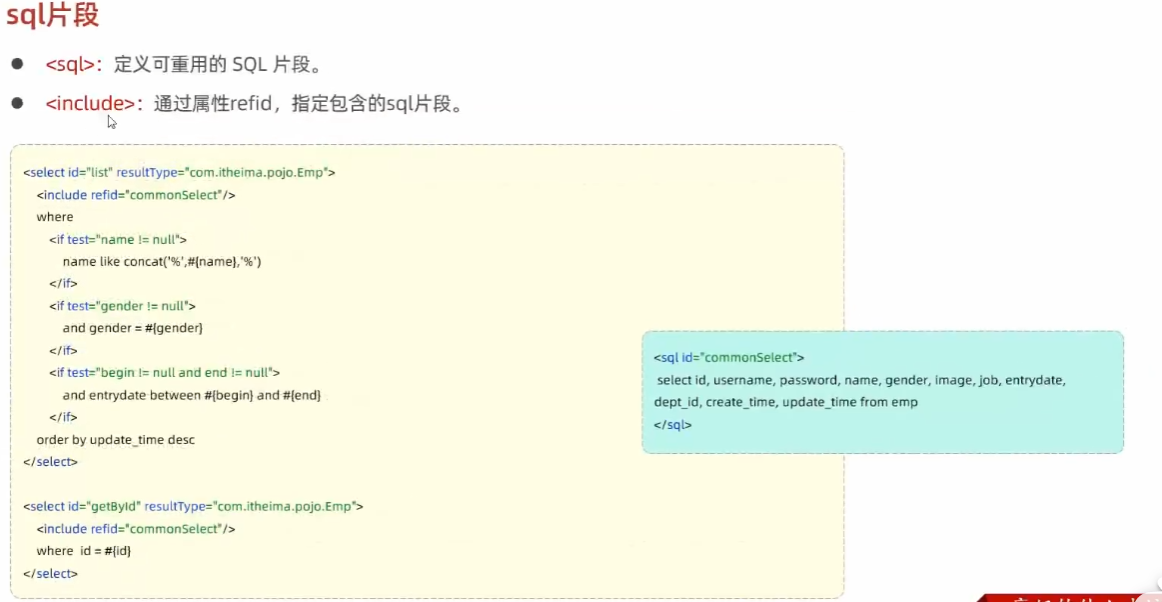 sql片段
● <sql>：定义可重用的 SQL 片段。
● <include>：通过属性refid，指定包含的sql片段。
<select id="list" resultType="com.itheima.pojo.Emp">
<include refid="commonSelect"/>
where
<if test="name != null">
name like concat('%',#{name},'%')
</if>
<if test="gender != null">
and gender = #{gender}
</if>
<if test="begin != null and end != null">
and entrydate between #{begin} and #{end}
</if>
order by update_time desc
</select>
<select id="getById" resultType="com.itheima.pojo.Emp">
<include refid="commonSelect"/>
where id = #{id}
</select>
<sql id="commonSelect">
select id, username, password, name, gender, image, job, entrydate,
dept_id, create_time, update_time from emp
</sql>